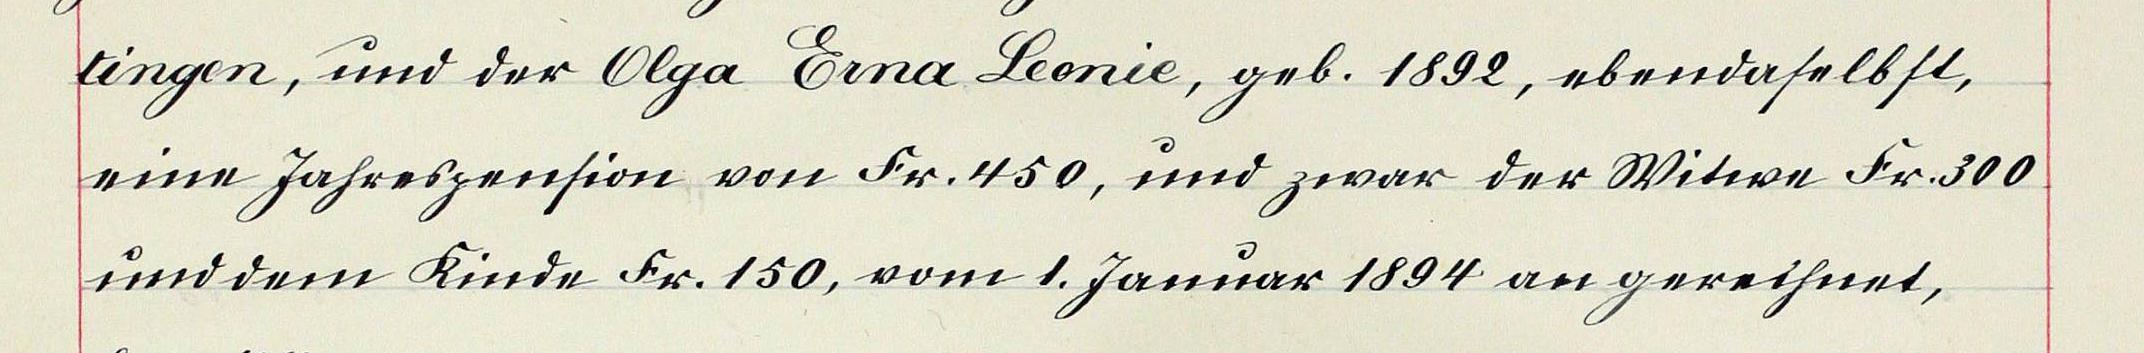 tingen, und der Olga Erna Leonie, geb. 1892, ebendaselbst,
eine Jahrespension von Fr. 450, und zwar der Witwe Fr. 300
und dem Kinde Fr. 150, vom 1. Januar 1894 an gerechnet,